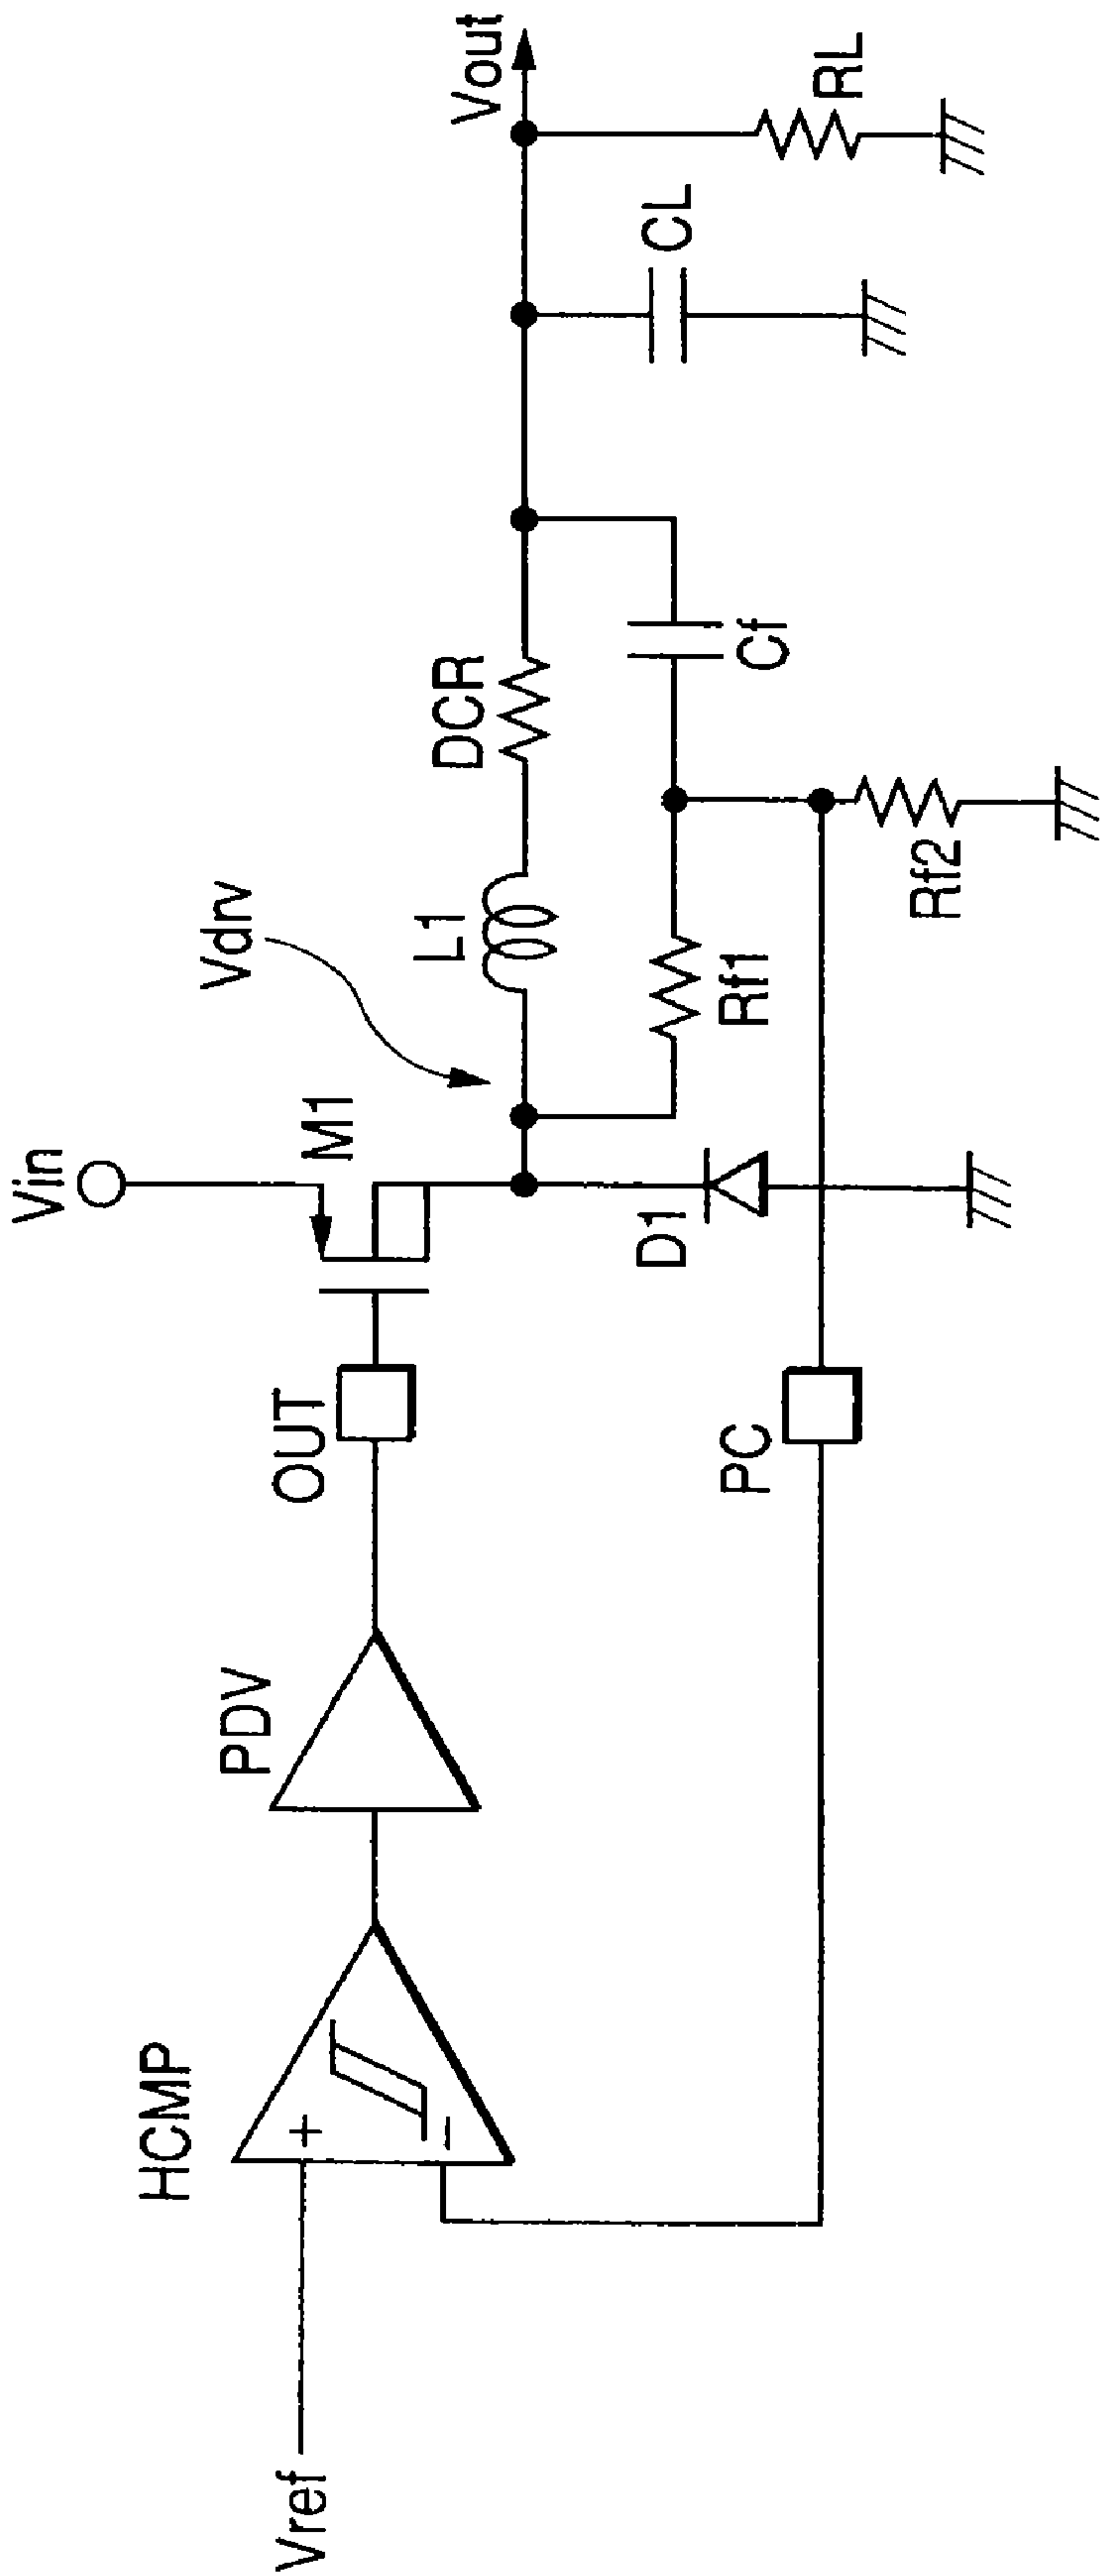 Vin
Vdrv
M1
Vout
HCMP
PDV
OUT
L1
DCR
CL
RL
Vref
+
−
D1
Rf1
Cf
PC
Rf2